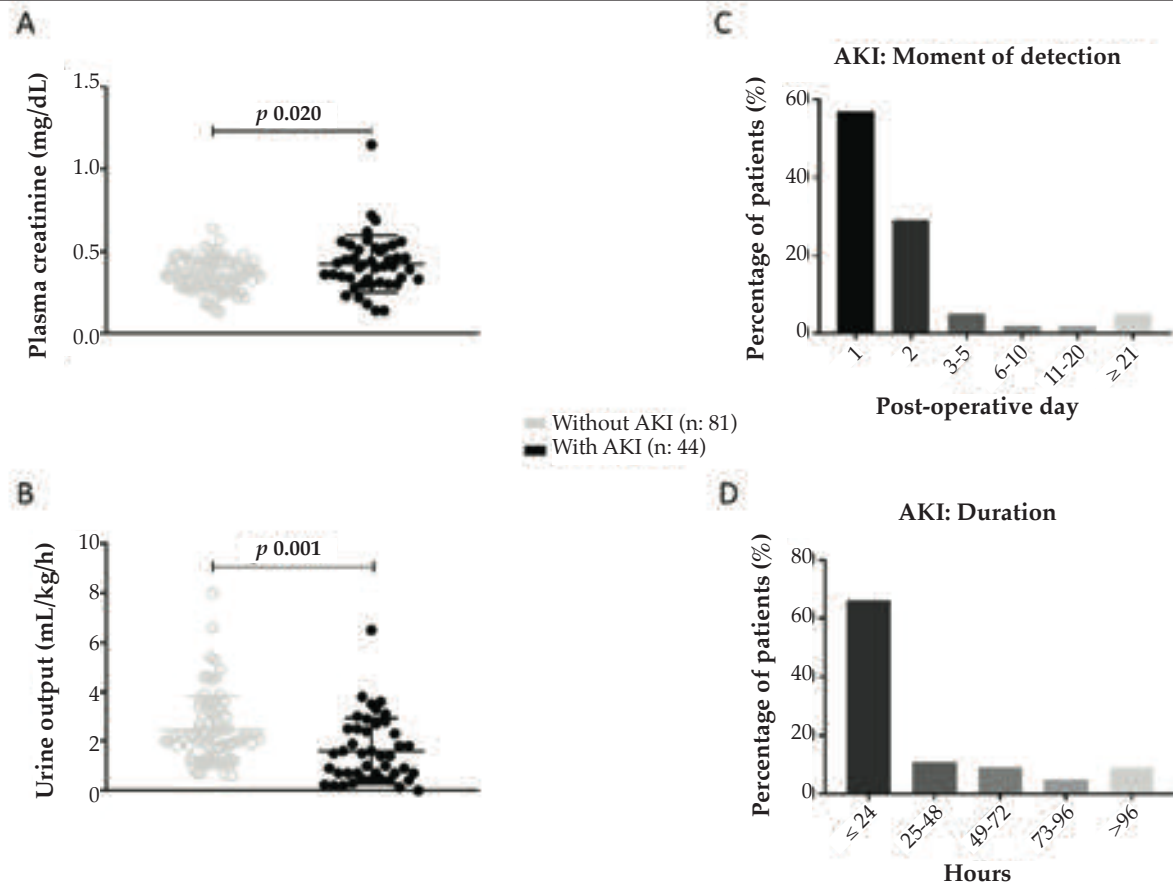 A
Plasma creatinine (mg/dL)
1.5
1.0
0.5
0.0
p 0.020
C
AKI: Moment of detection
Percentage of patients (%)
60
40
20
0
1
2
3-5
6-10
11-20
≥ 21
Post-operative day
Without AKI (n: 81)
With AKI (n: 44)
B
Urine output (mL/kg/h)
10
8
6
4
2
0
p 0.001
D
AKI: Duration
Percentage of patients (%)
80
60
40
20
0
≤ 24
25-48
49-72
73-96
>96
Hours